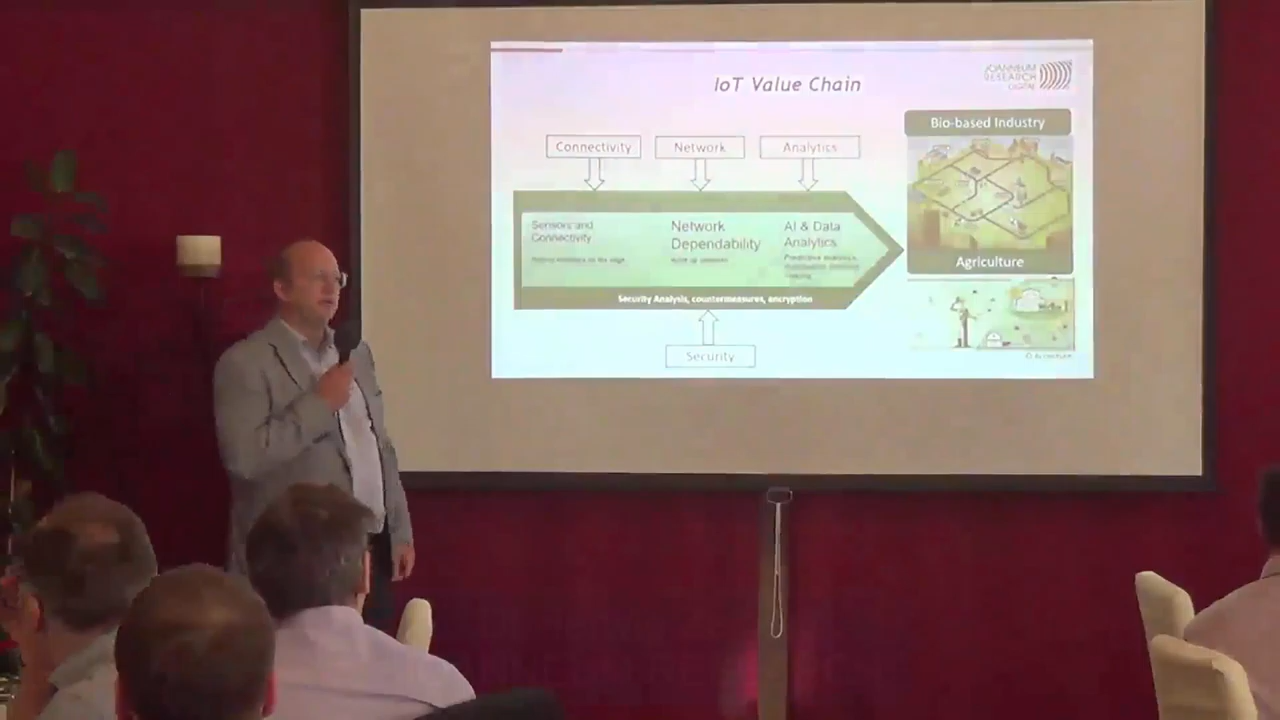 IoT Value Chain
JOANNEUM
RESEARCH
DIGITAL
Bio-based Industry
Connectivity
Network
Analytics
Sensors and
Connectivity
Network
Dependability
AI & Data
Analytics
Security Analysis, countermeasures, encryption
Agriculture
Security